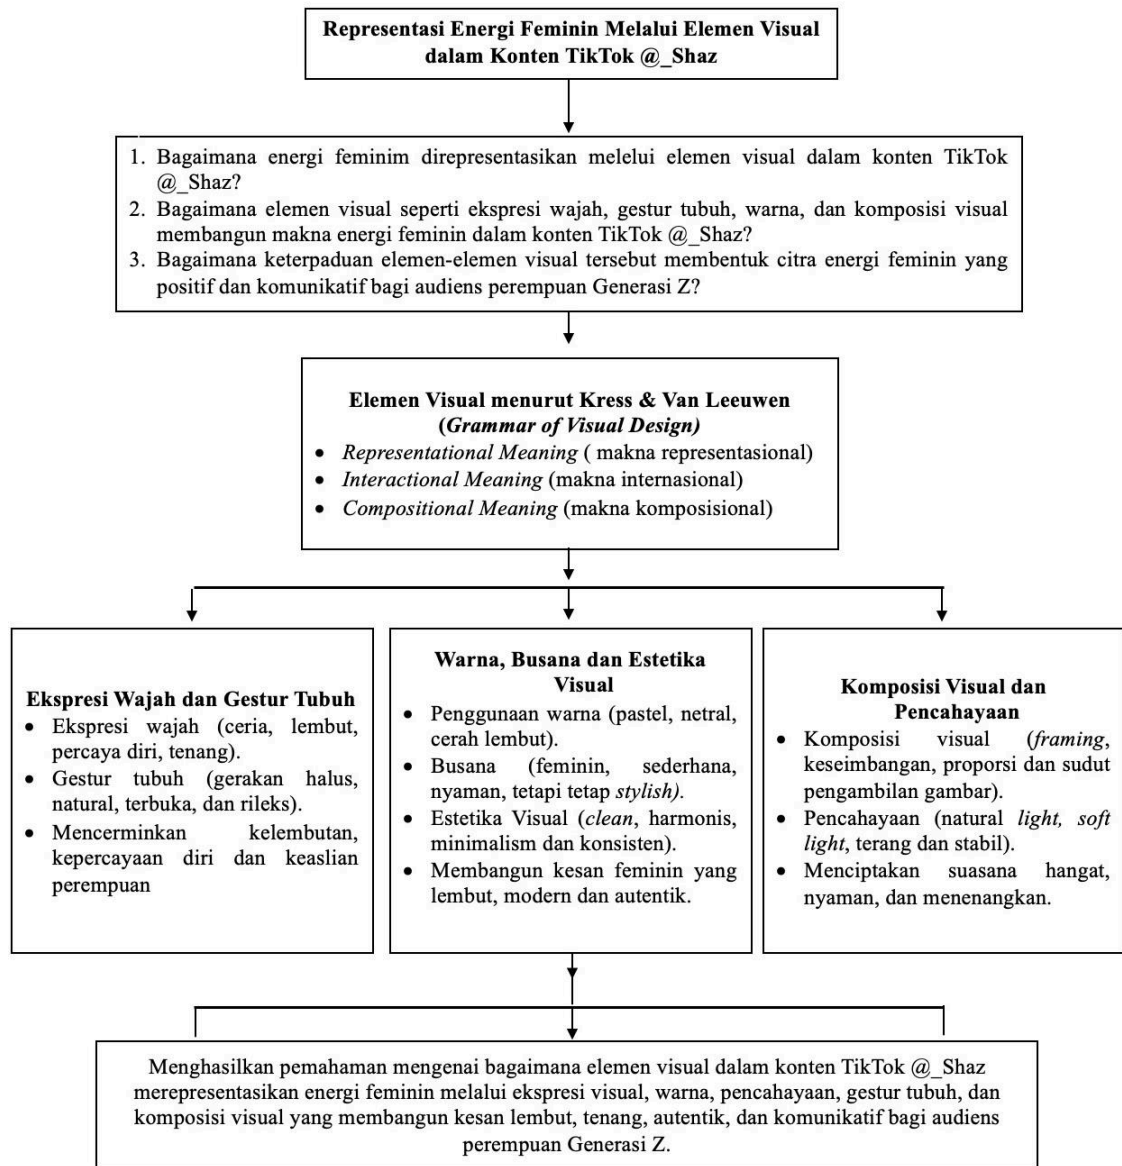 Representasi Energi Feminin Melalui Elemen Visual
dalam Konten TikTok @_Shaz
1. Bagaimana energi feminim direpresentasikan melelui elemen visual dalam konten TikTok
@_Shaz?
2. Bagaimana elemen visual seperti ekspresi wajah, gestur tubuh, warna, dan komposisi visual
membangun makna energi feminin dalam konten TikTok @_Shaz?
3. Bagaimana keterpaduan elemen-elemen visual tersebut membentuk citra energi feminin yang
positif dan komunikatif bagi audiens perempuan Generasi Z?
Elemen Visual menurut Kress & Van Leeuwen
(Grammar of Visual Design)
• Representational Meaning ( makna representasional)
• Interactional Meaning (makna internasional)
• Compositional Meaning (makna komposisional)
Ekspresi Wajah dan Gestur Tubuh
• Ekspresi wajah (ceria, lembut,
percaya diri, tenang).
• Gestur tubuh (gerakan halus,
natural, terbuka, dan rileks).
• Mencerminkan kelembutan,
kepercayaan diri dan keaslian
perempuan
Warna, Busana dan Estetika
Visual
• Penggunaan warna (pastel, netral,
cerah lembut).
• Busana (feminin, sederhana,
nyaman, tetapi tetap stylish).
• Estetika Visual (clean, harmonis,
minimalism dan konsisten).
• Membangun kesan feminin yang
lembut, modern dan autentik.
Komposisi Visual dan
Pencahayaan
• Komposisi visual (framing,
keseimbangan, proporsi dan sudut
pengambilan gambar).
• Pencahayaan (natural light, soft
light, terang dan stabil).
• Menciptakan suasana hangat,
nyaman, dan menenangkan.
Menghasilkan pemahaman mengenai bagaimana elemen visual dalam konten TikTok @_Shaz
merepresentasikan energi feminin melalui ekspresi visual, warna, pencahayaan, gestur tubuh, dan
komposisi visual yang membangun kesan lembut, tenang, autentik, dan komunikatif bagi audiens
perempuan Generasi Z.